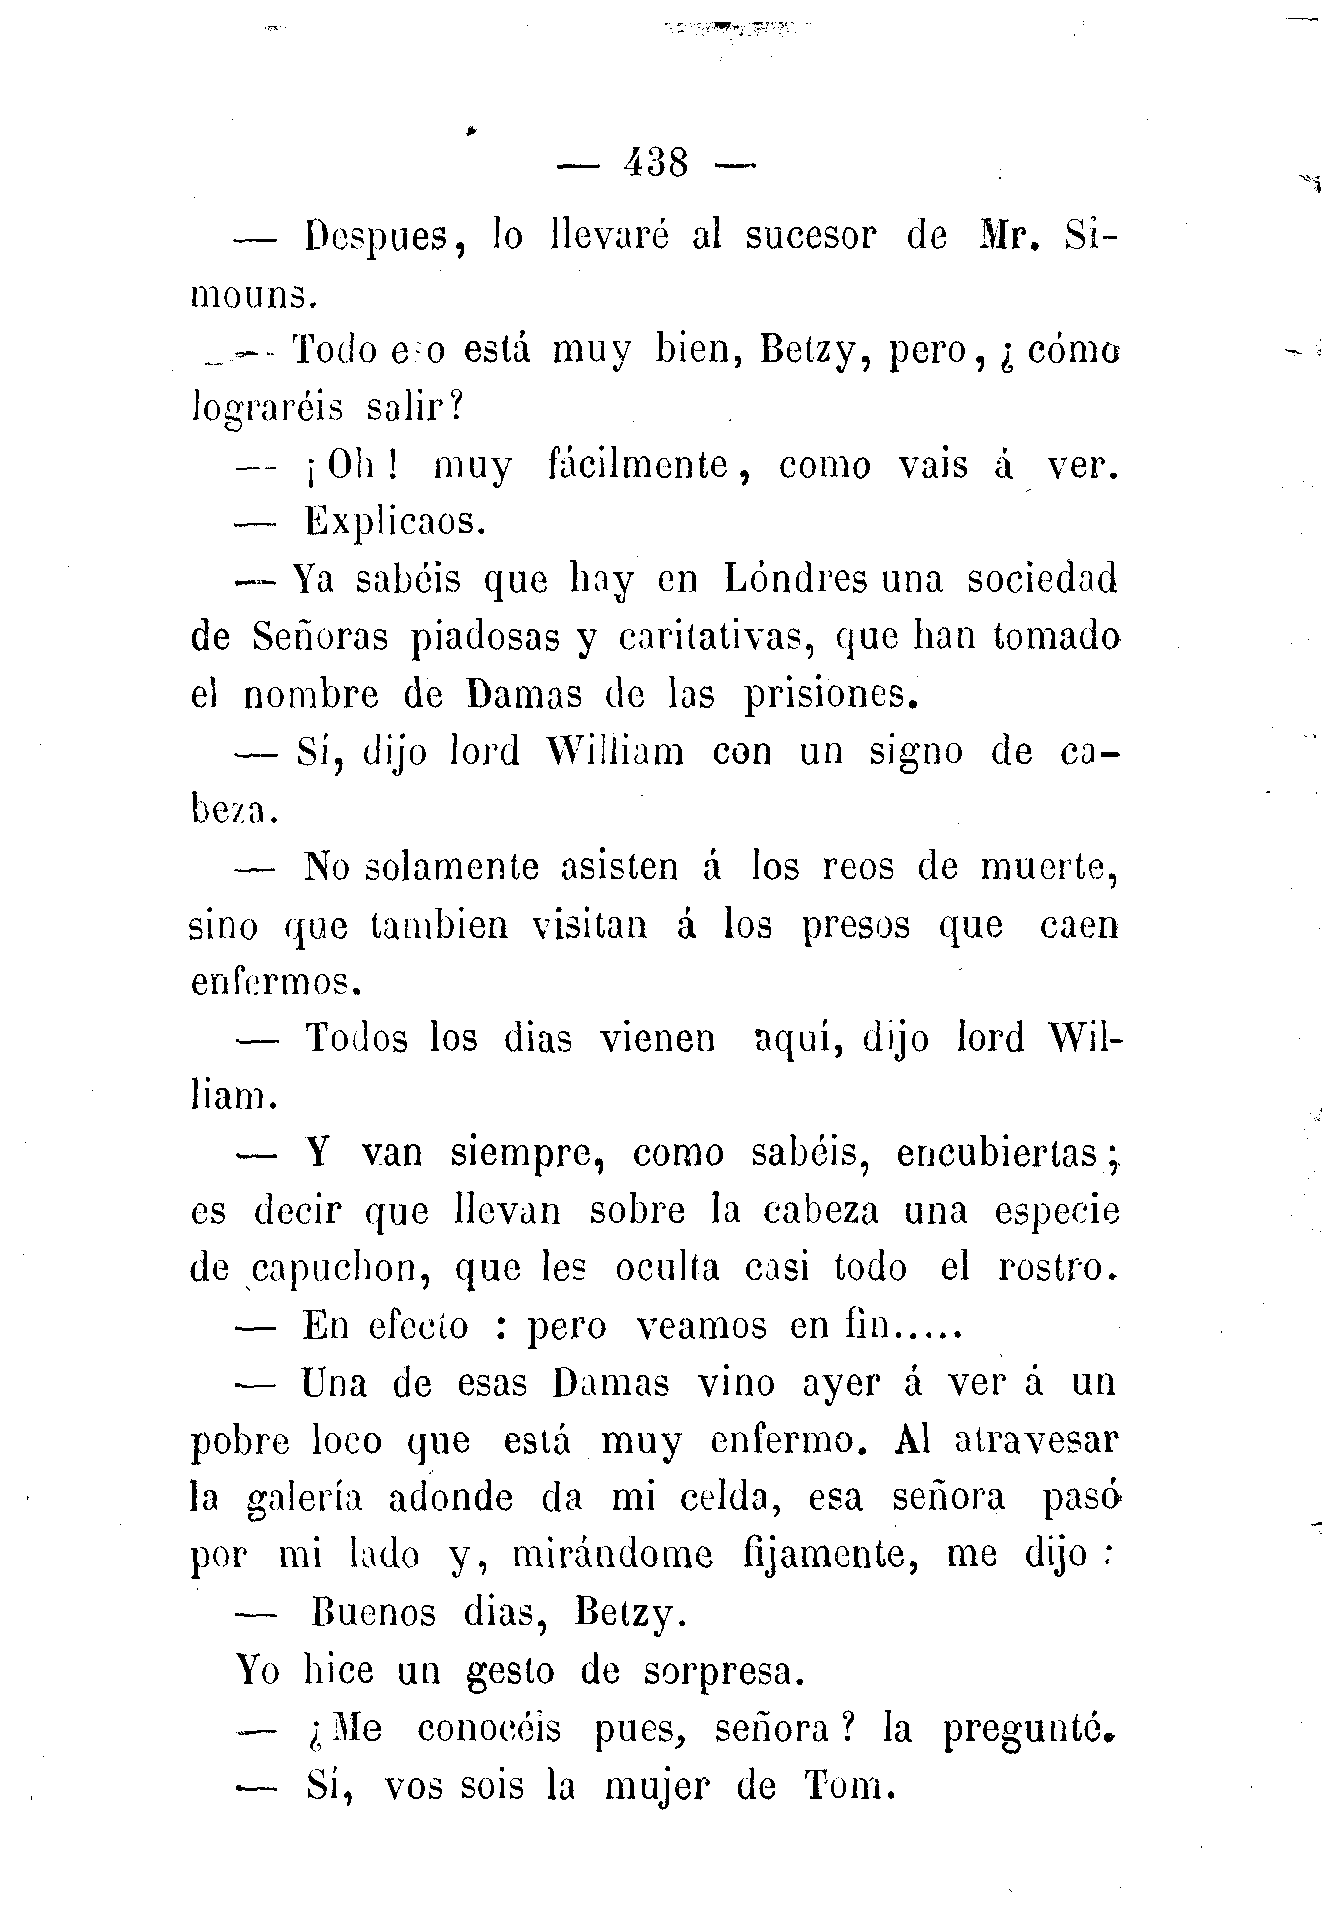 — 438 —
— Despues, lo llevaré al sucesor de Mr. Si-
mouns.
— Todo eso está muy bien, Betzy, pero, ¿ cómo
lograréis salir?
— ¡ Oh ! muy fácilmente, como vais á ver.
— Explicaos.
— Ya sabéis que hay en Lóndres una sociedad
de Señoras piadosas y caritativas, que han tomado
el nombre de Damas de las prisiones.
— Sí, dijo lord William con un signo de ca-
beza.
— No solamente asisten á los reos de muerte,
sino que tambien visitan á los presos que caen
enfermos.
— Todos los dias vienen aquí, dijo lord Wil-
liam.
— Y van siempre, como sabéis, encubiertas ;
es decir que llevan sobre la cabeza una especie
de capuchon, que les oculta casi todo el rostro.
— En efecto : pero veamos en fin.....
— Una de esas Damas vino ayer á ver á un
pobre loco que está muy enfermo. Al atravesar
la galería adonde da mi celda, esa señora pasó
por mi lado y, mirándome fijamente, me dijo :
— Buenos dias, Betzy.
Yo hice un gesto de sorpresa.
— ¿ Me conocéis pues, señora ? la pregunté.
— Sí, vos sois la mujer de Tom.